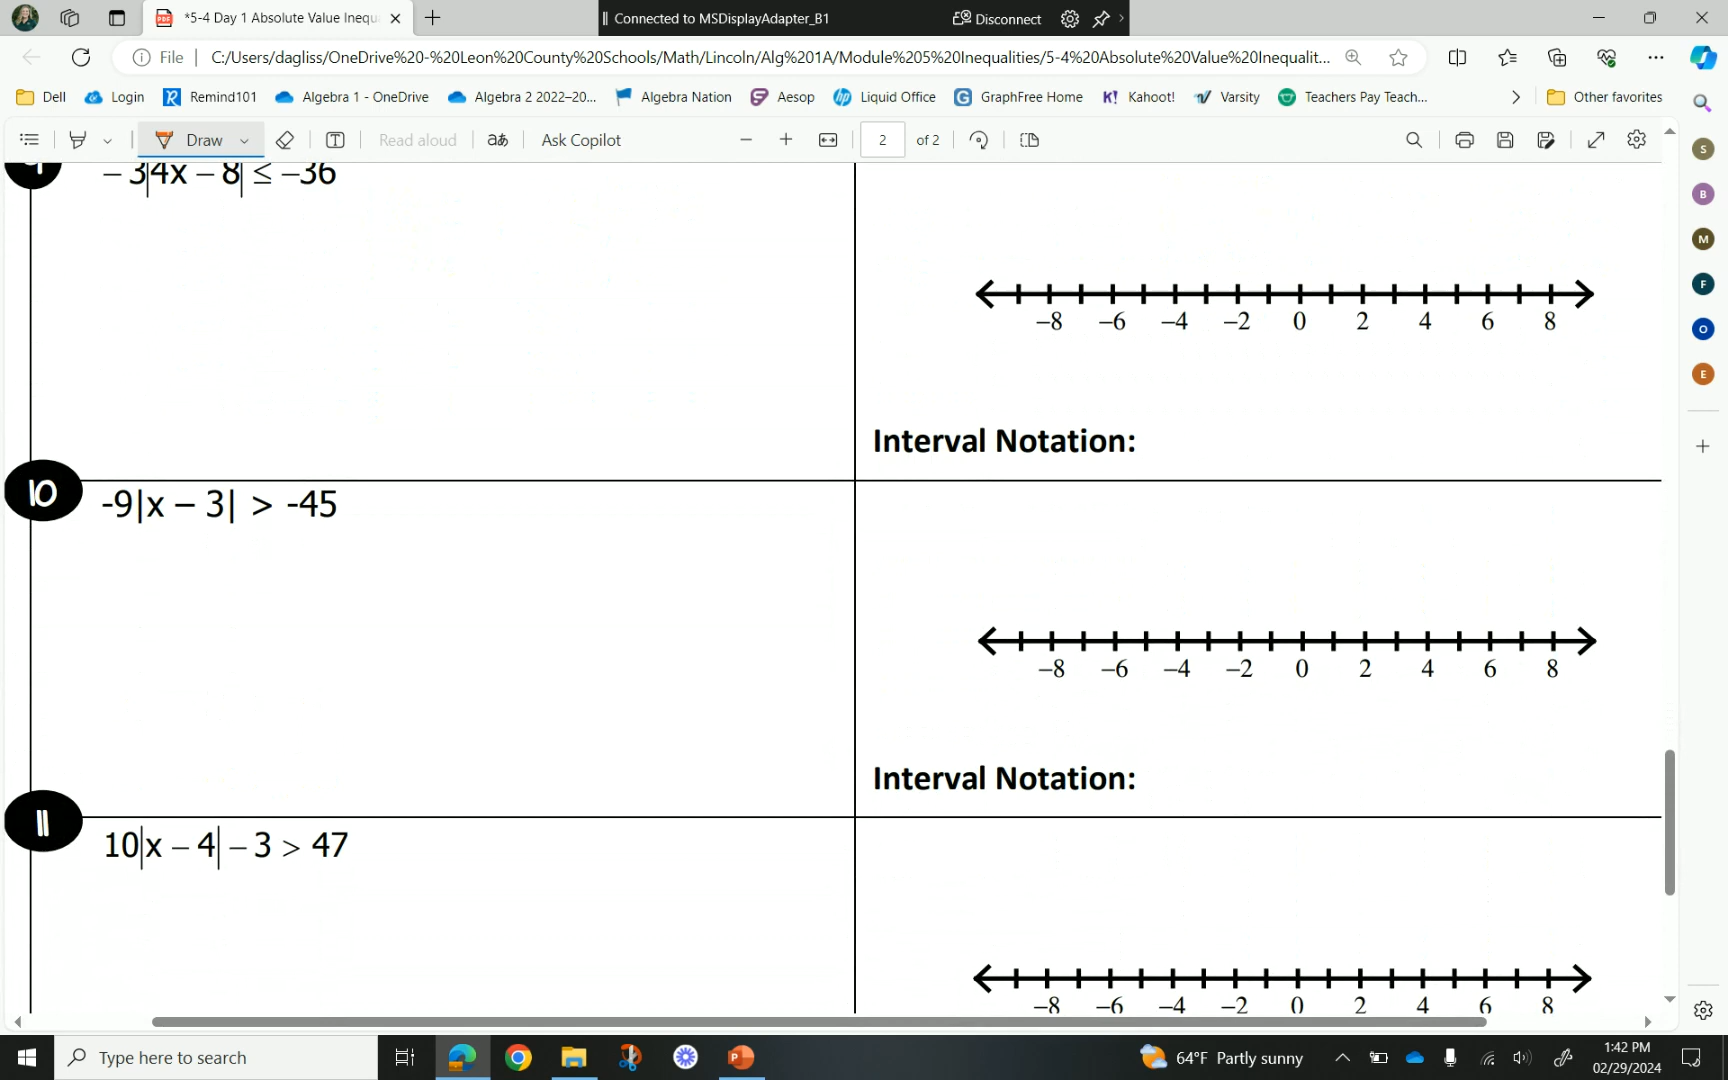 *5-4 Day 1 Absolute Value Inequ
Connected to MSDisplayAdapter_B1
Disconnect
File
C:/Users/dagliss/OneDrive%20-%20Leon%20County%20Schools/Math/Lincoln/Alg%201A/Module%205%20Inequalities/5-4%20Absolute%20Value%20Inequalit...
Dell Login Remind101 Algebra 1 - OneDrive Algebra 2 2022-20... Algebra Nation Aesop Liquid Office GraphFree Home K! Kahoot! Varsity Teachers Pay Teach... Other favorites
Draw Read aloud aあ Ask Copilot 2 of 2
S
B
M
F
O
E
– 3|4x – 8| ≤ –36
–8 –6 –4 –2 0 2 4 6 8
Interval Notation:
10
-9|x – 3| > -45
–8 –6 –4 –2 0 2 4 6 8
Interval Notation:
11
10|x – 4| – 3 > 47
–8 –6 –4 –2 0 2 4 6 8
Type here to search
64°F Partly sunny
1:42 PM
02/29/2024